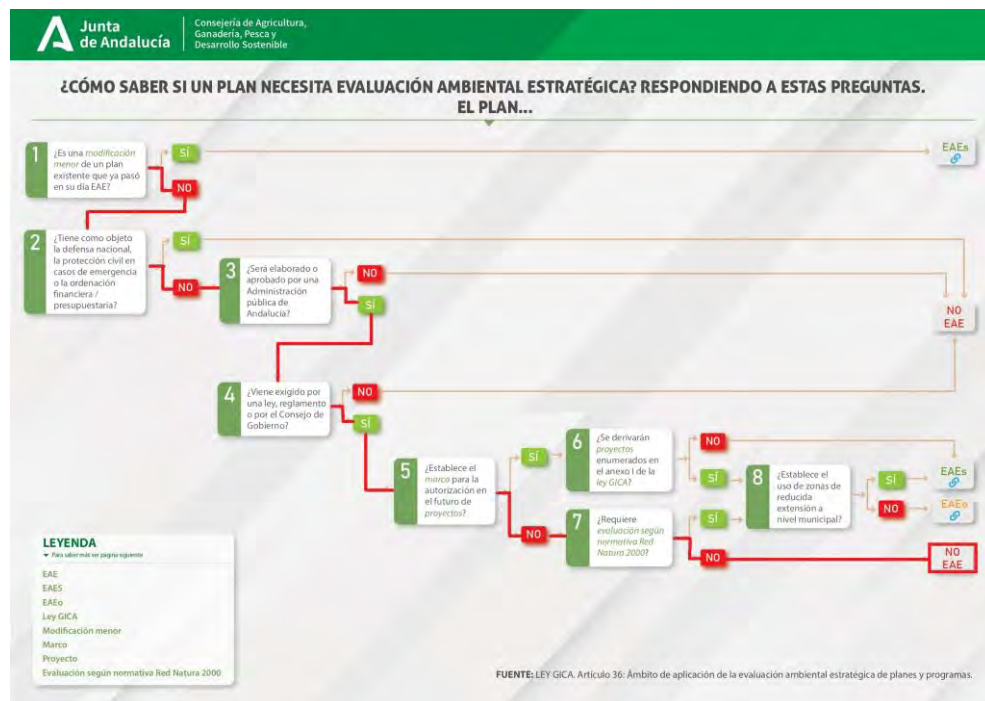 Junta
de Andalucía
Consejería de Agricultura,
Ganadería, Pesca y
Desarrollo Sostenible
¿CÓMO SABER SI UN PLAN NECESITA EVALUACIÓN AMBIENTAL ESTRATÉGICA? RESPONDIENDO A ESTAS PREGUNTAS.
EL PLAN...
1
¿Es una modificación
menor de un plan
existente que ya pasó
en su día EAE?
SÍ
NO
EAEs
2
¿Tiene como objeto
la defensa nacional,
la protección civil en
casos de emergencia
o la ordenación
financiera /
presupuestaria?
SÍ
NO
3
¿Será elaborado o
aprobado por una
Administración
pública de
Andalucía?
NO
SÍ
NO
EAE
4
¿Viene exigido por
una ley, reglamento
o por el Consejo de
Gobierno?
NO
SÍ
5
¿Establece el
marco para la
autorización en
el futuro de
proyectos?
SÍ
NO
6
¿Se derivarán
proyectos
enumerados en
el anexo I de la
ley GICA?
NO
SÍ
7
¿Requiere
evaluación según
normativa Red
Natura 2000?
SÍ
NO
8
¿Establece el
uso de zonas de
reducida
extensión a
nivel municipal?
SÍ
NO
EAEs
EAEo
NO
EAE
LEYENDA
Para saber más ver página siguiente
EAE
EAES
EAEo
Ley GICA
Modificación menor
Marco
Proyecto
Evaluación según normativa Red Natura 2000
FUENTE: LEY GICA. Artículo 36: Ámbito de aplicación de la evaluación ambiental estratégica de planes y programas.